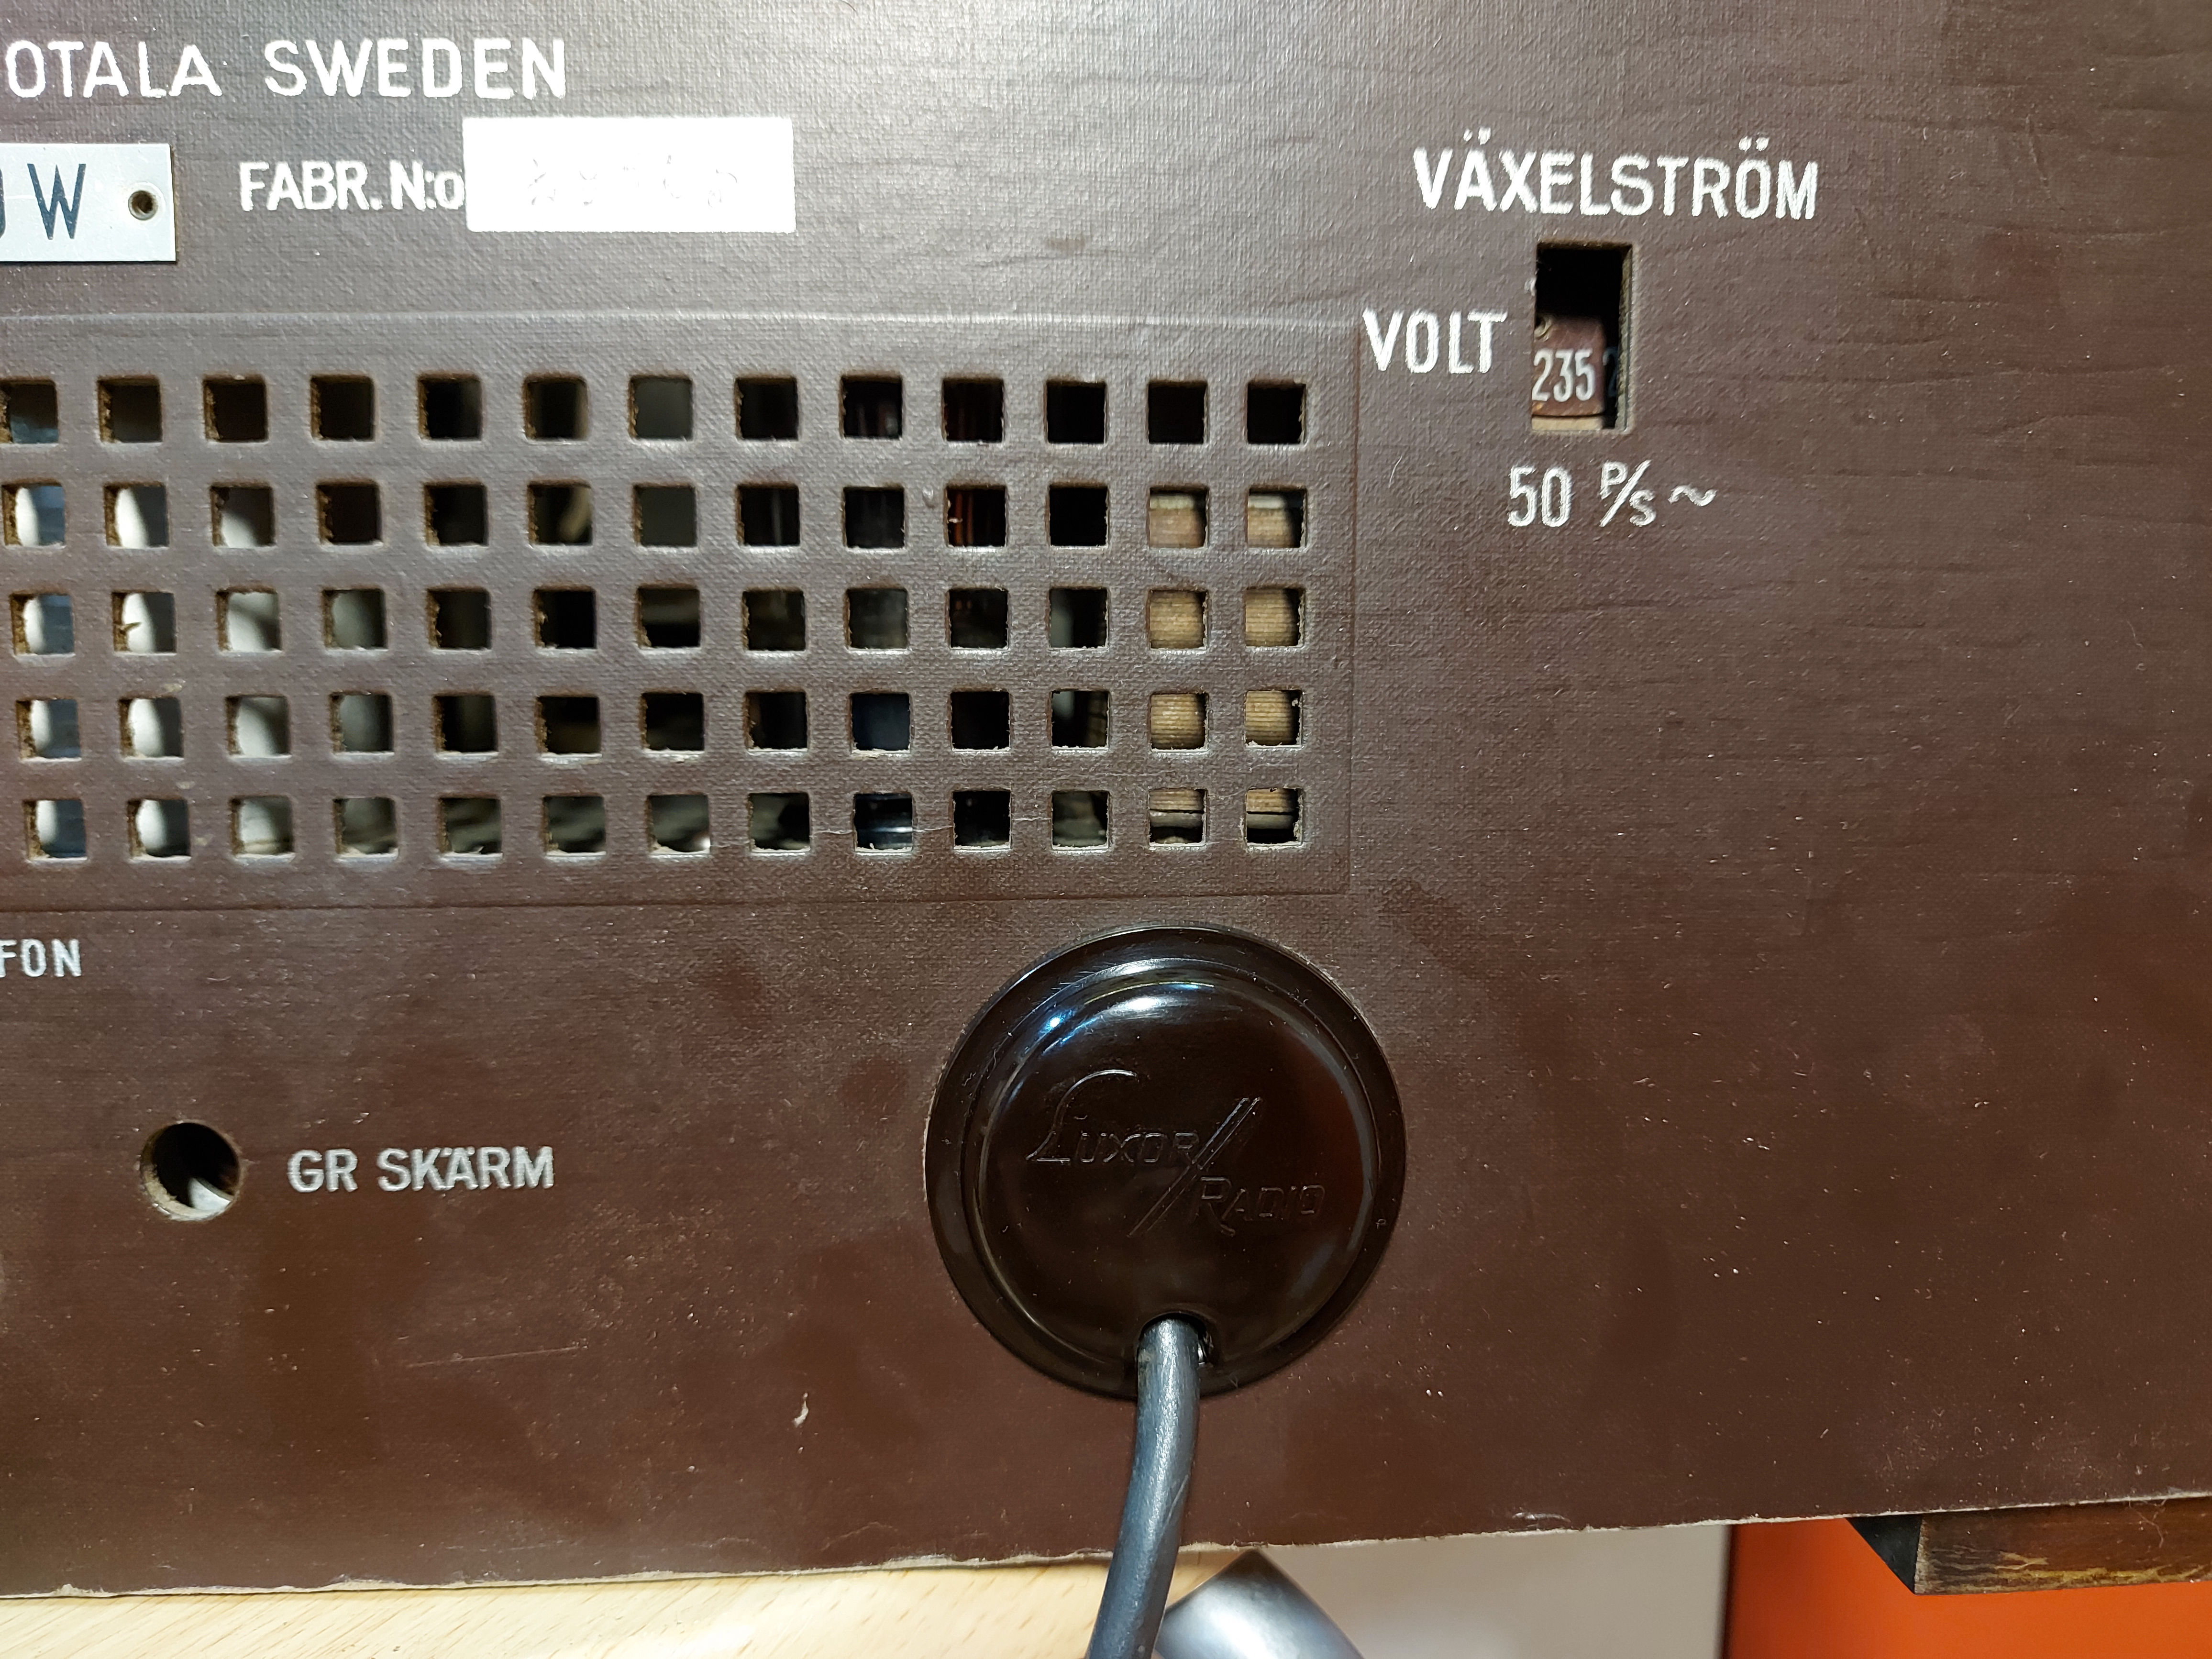 OTALA SWEDEN
W
FABR. N:o
VÄXELSTRÖM
VOLT
235
50 P/S ~
FON
GR SKÄRM
LUXOR
RADIO